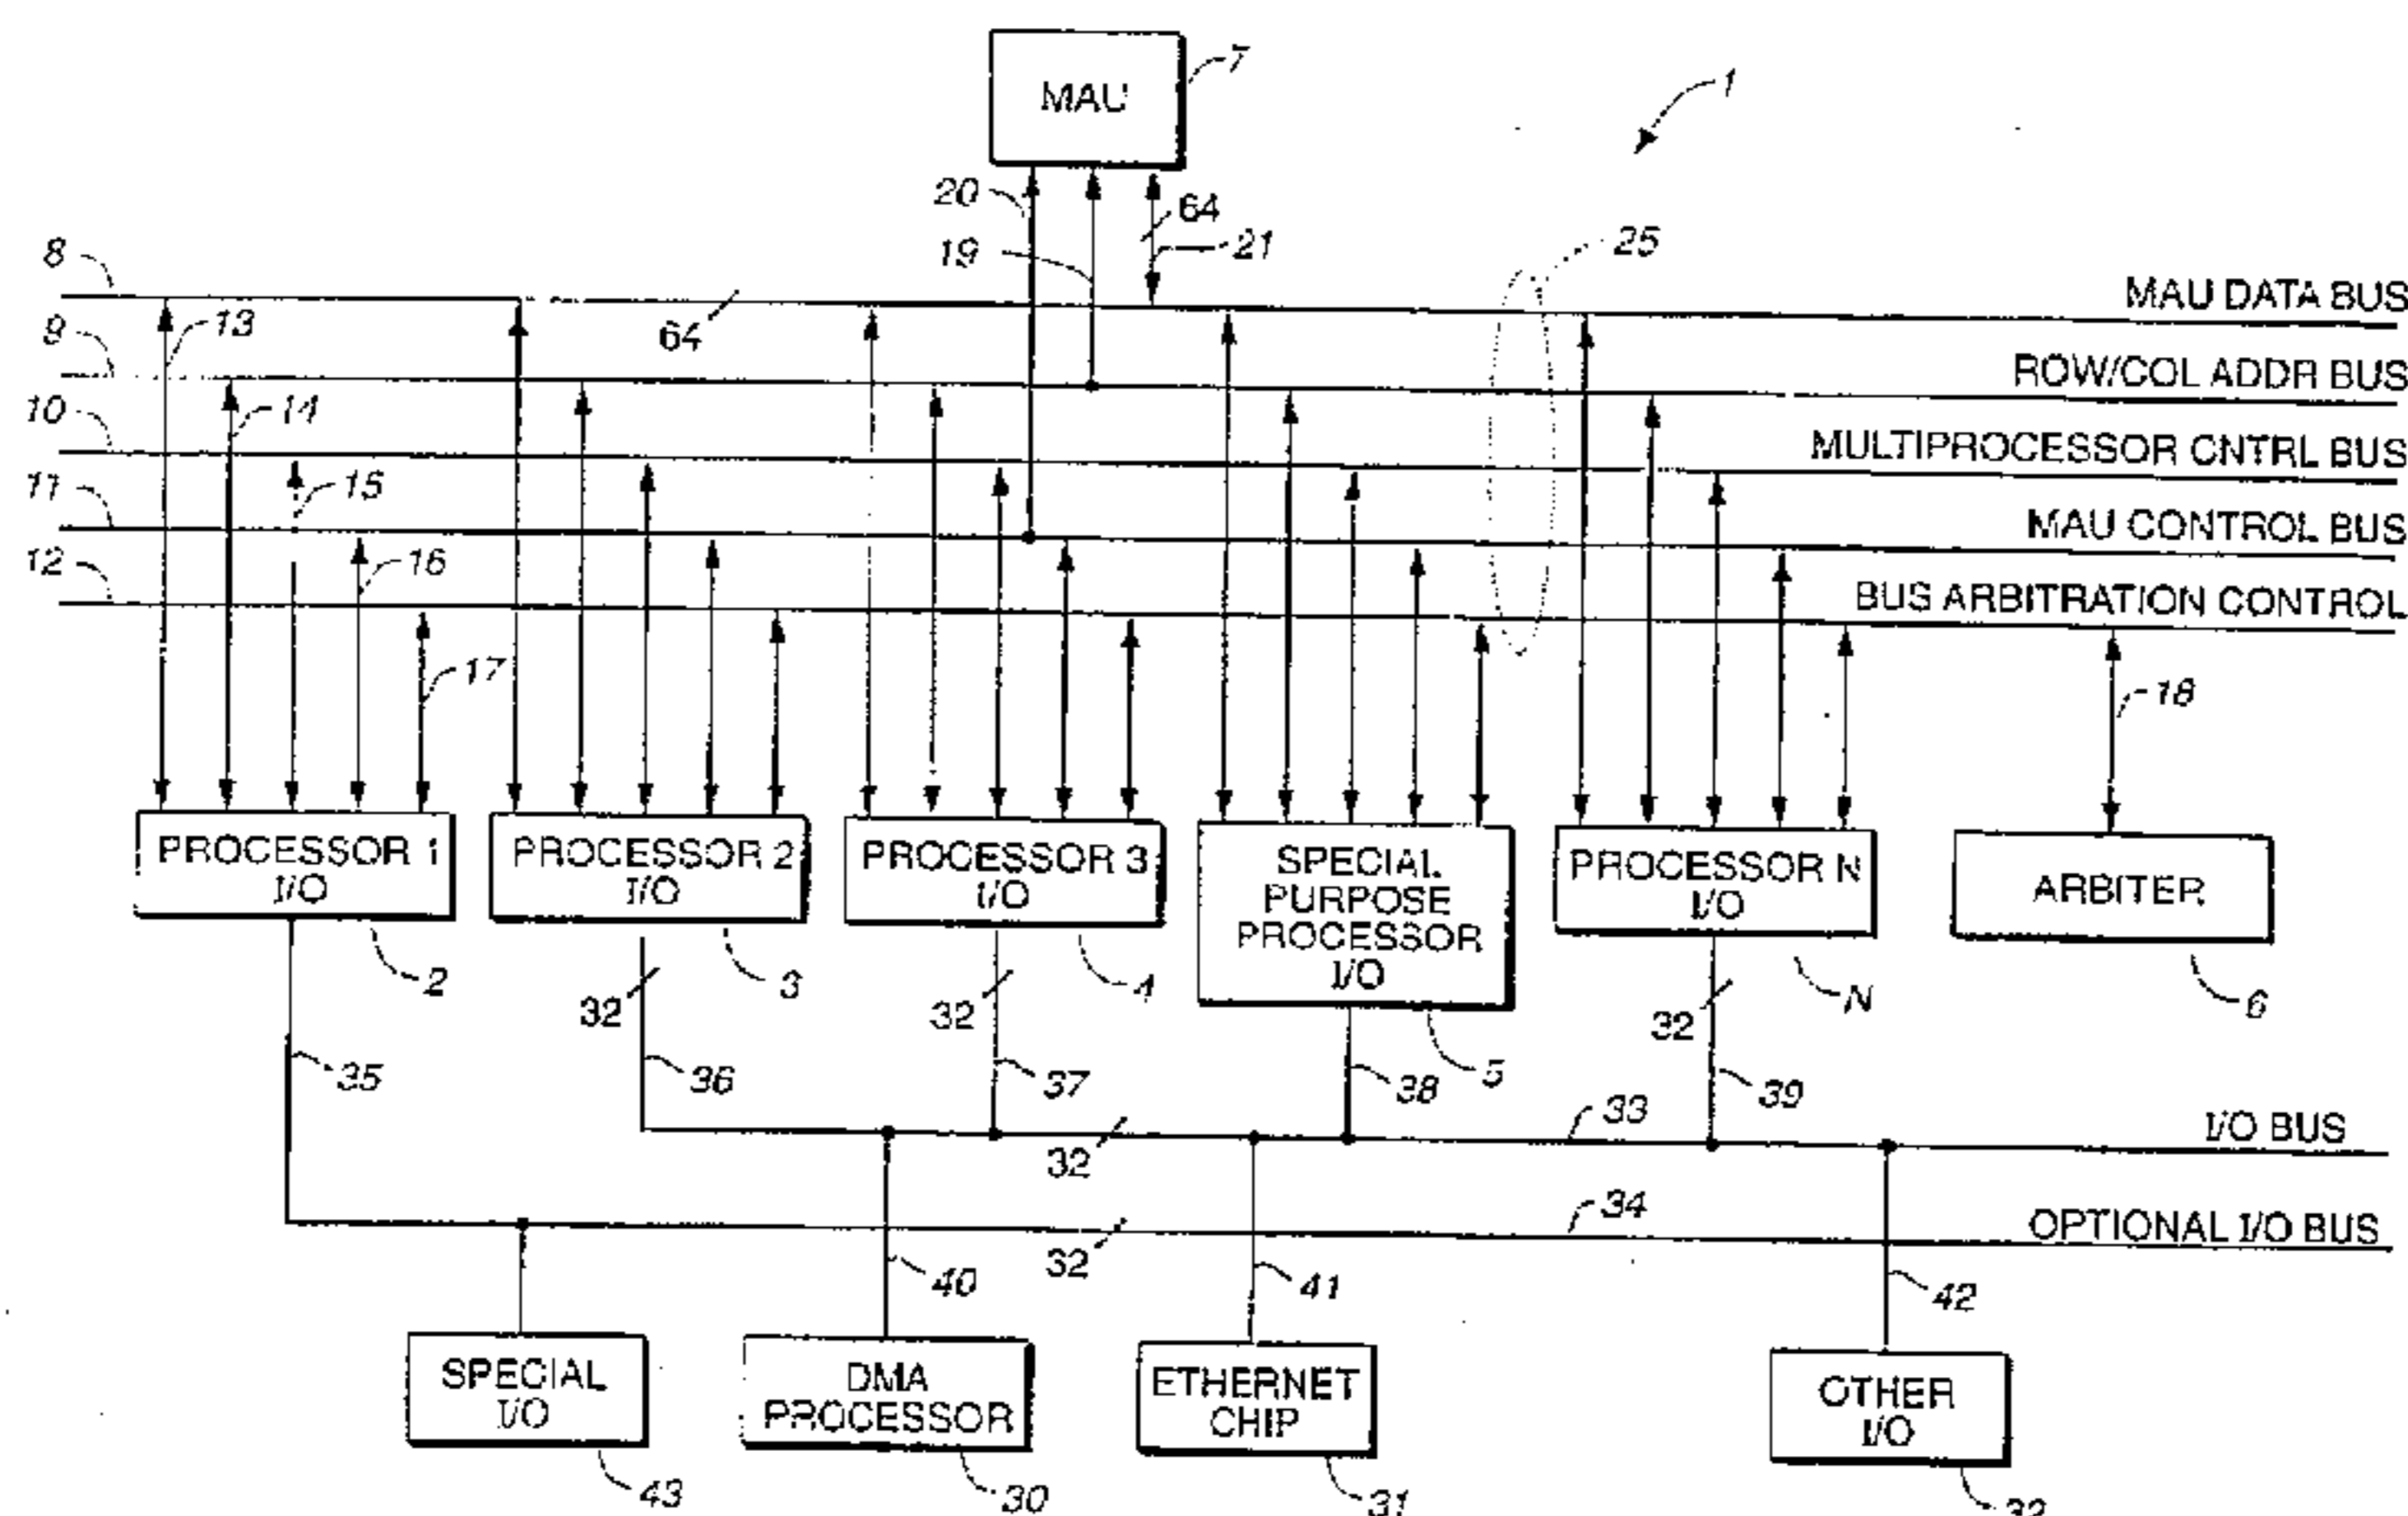 MAU
7
1
20
64
21
19
25
8
MAU DATA BUS
13
64
9
ROW/COL ADDR BUS
10
14
MULTIPROCESSOR CNTRL BUS
11
15
MAU CONTROL BUS
12
16
BUS ARBITRATION CONTROL
17
18
PROCESSOR 1
I/O
PROCESSOR 2
I/O
PROCESSOR 3
I/O
SPECIAL
PURPOSE
PROCESSOR
I/O
PROCESSOR N
I/O
ARBITER
2
3
4
5
N
6
32
32
32
35
36
37
38
39
33
I/O BUS
32
34
OPTIONAL I/O BUS
32
40
41
42
SPECIAL
I/O
DMA
PROCESSOR
ETHERNET
CHIP
OTHER
I/O
43
30
31